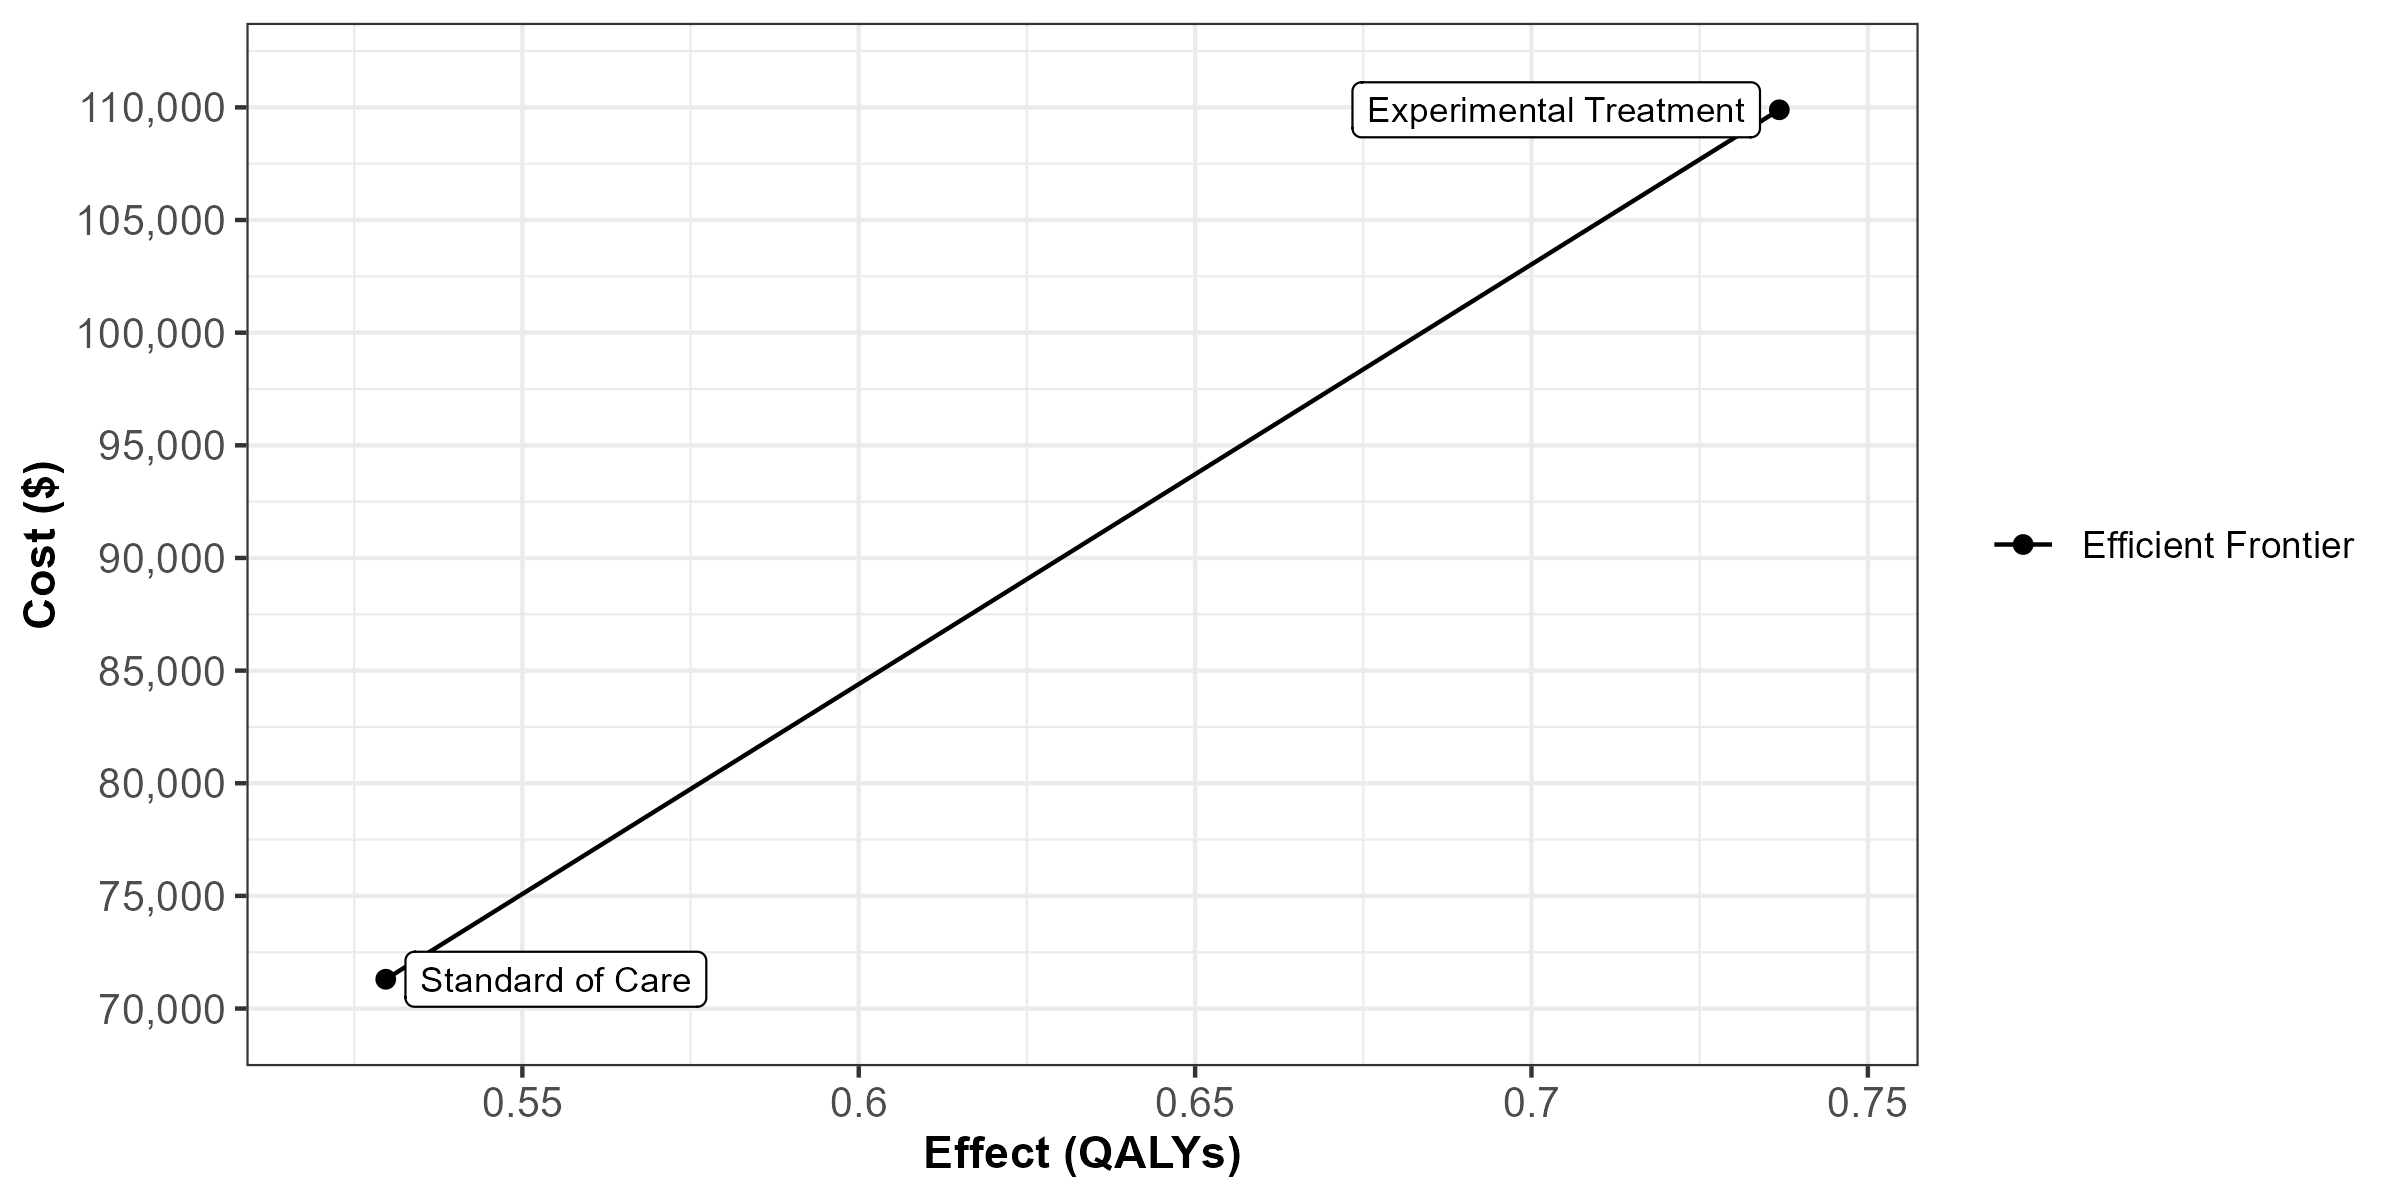 110,000
105,000
100,000
95,000
90,000
85,000
80,000
75,000
70,000
Cost ($)
Experimental Treatment
Standard of Care
0.55
0.6
0.65
0.7
0.75
Effect (QALYs)
Efficient Frontier